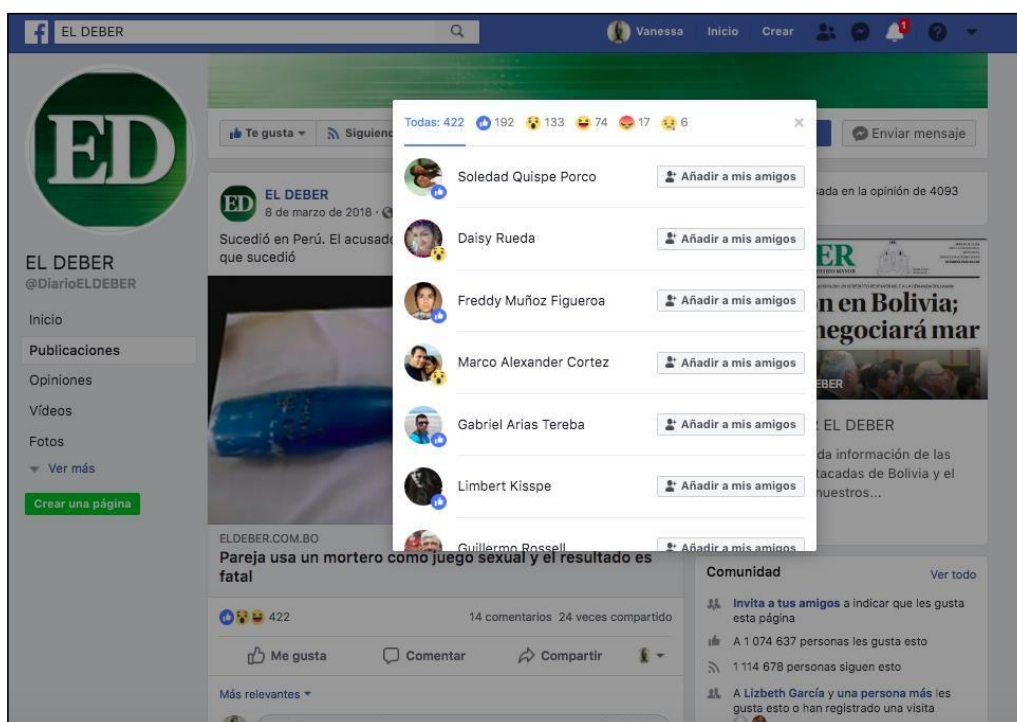 EL DEBER
Vanessa Inicio Crear 1
ED
Te gusta Siguiend
Enviar mensaje
EL DEBER
@DiarioELDEBER
Inicio
Publicaciones
Opiniones
Vídeos
Fotos
Ver más
Crear una página
ED
EL DEBER
8 de marzo de 2018
Sucedió en Perú. El acusado
que sucedió
Todas: 422 192 133 74 17 6
Soledad Quispe Porco Añadir a mis amigos
Daisy Rueda Añadir a mis amigos
Freddy Muñoz Figueroa Añadir a mis amigos
Marco Alexander Cortez Añadir a mis amigos
Gabriel Arias Tereba Añadir a mis amigos
Limbert Kisspe Añadir a mis amigos
Guillermo Rossell Añadir a mis amigos
ELDEBER.COM.BO
Pareja usa un mortero como juego sexual y el resultado es
fatal
422 14 comentarios 24 veces compartido
Me gusta Comentar Compartir
Más relevantes
sada en la opinión de 4093
BER
n en Bolivia;
negociará mar
EBER
EL DEBER
da información de las
tacadas de Bolivia y el
nuestros...
Comunidad Ver todo
Invita a tus amigos a indicar que les gusta
esta página
A 1 074 637 personas les gusta esto
1 114 678 personas siguen esto
A Lizbeth García y una persona más les
gusta esto o han registrado una visita